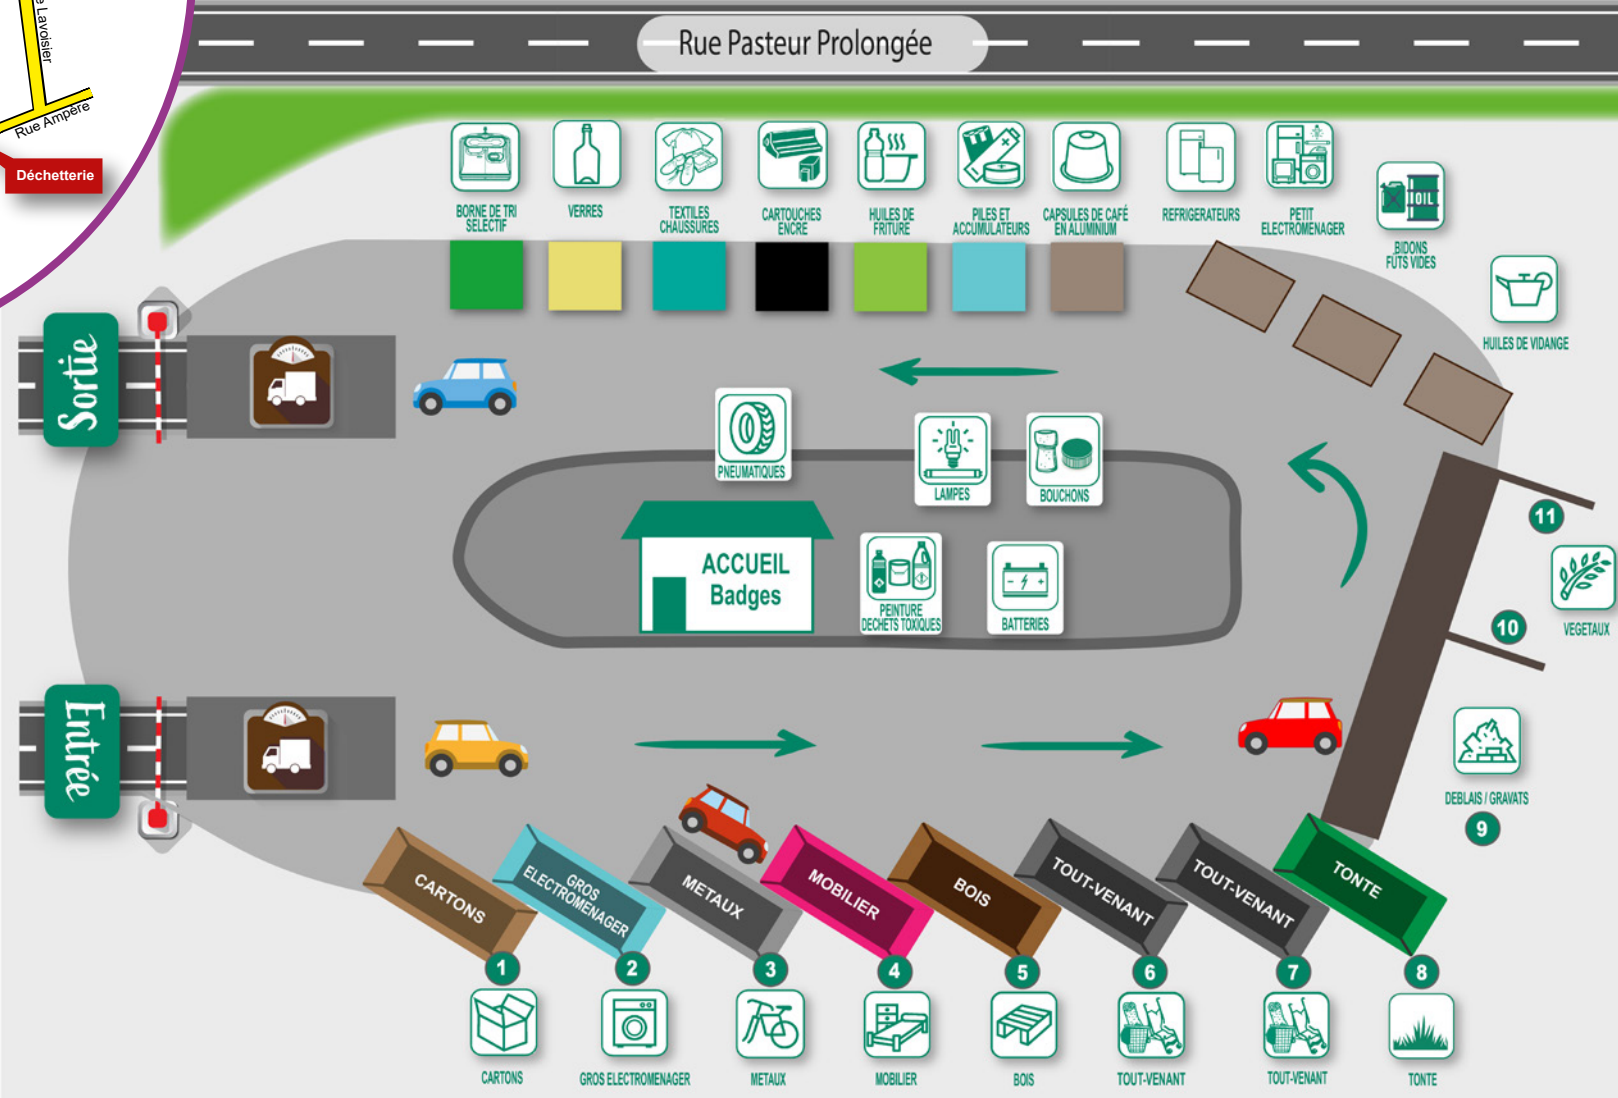 e Lavoisier
Rue Ampère
Déchetterie
Rue Pasteur Prolongée
BORNE DE TRI
SELECTIF
VERRES
TEXTILES
CHAUSSURES
CARTOUCHES
ENCRE
HUILES DE
FRITURE
PILES ET
ACCUMULATEURS
CAPSULES DE CAFÉ
EN ALUMINIUM
REFRIGERATEURS
PETIT
ELECTROMENAGER
OIL
BIDONS
FÛTS VIDES
HUILES DE VIDANGE
Sortie
PNEUMATIQUES
LAMPES
BOUCHONS
ACCUEIL
Badges
PEINTURE
DECHETS TOXIQUES
BATTERIES
11
VEGETAUX
10
DEBLAIS / GRAVATS
9
Entrée
CARTONS
GROS
ELECTROMENAGER
METAUX
MOBILIER
BOIS
TOUT-VENANT
TOUT-VENANT
TONTE
1
2
3
4
5
6
7
8
CARTONS
GROS ELECTROMENAGER
METAUX
MOBILIER
BOIS
TOUT-VENANT
TOUT-VENANT
TONTE